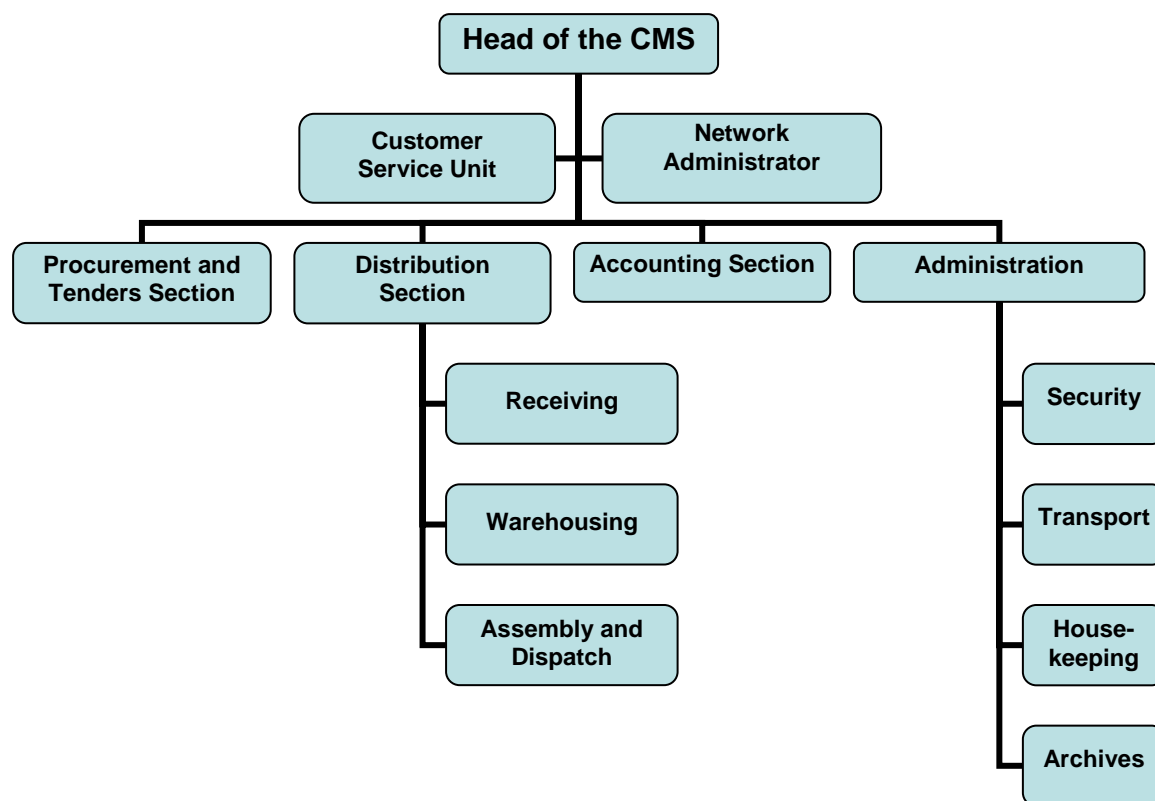 Head of the CMS
Customer
Service Unit
Network
Administrator
Procurement and
Tenders Section
Distribution
Section
Accounting Section
Administration
Receiving
Warehousing
Assembly and
Dispatch
Security
Transport
House-
keeping
Archives